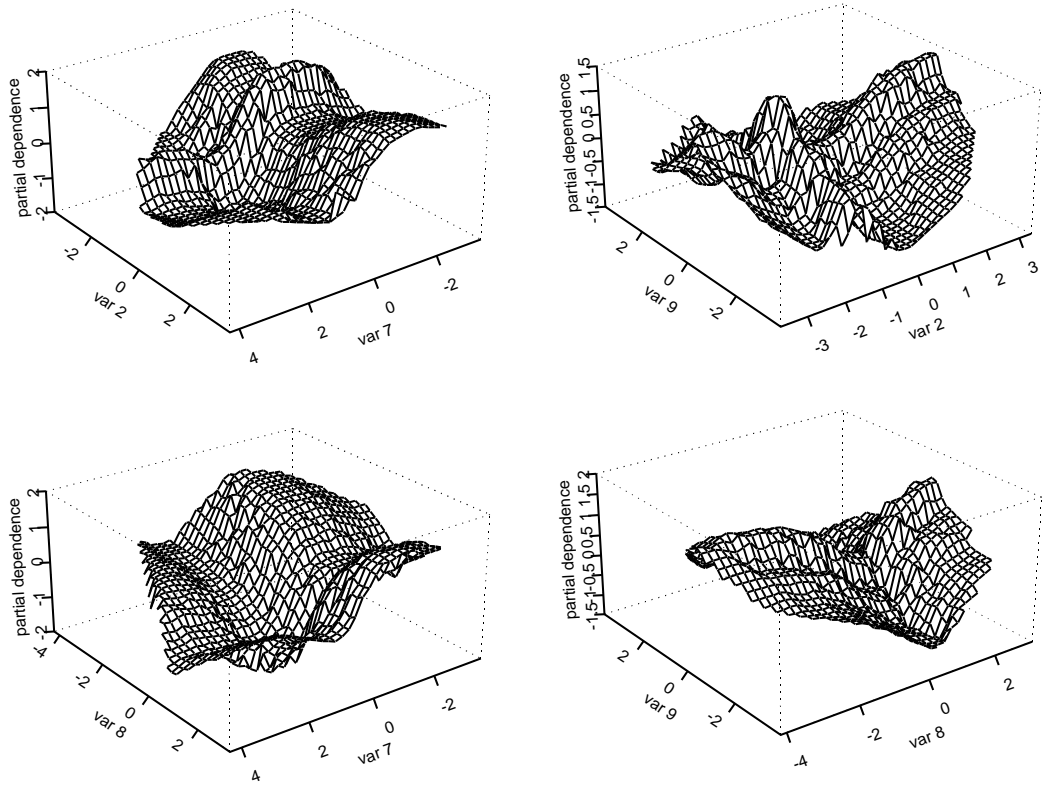 partial dependence
-2 -1 0 1 2
-2 0 2
var 2
4 2 0 -2
var 7
partial dependence
-1.5 -1 -0.5 0 0.5 1 1.5
2 0 -2
var 9
-3 -2 -1 0 1 2 3
var 2
partial dependence
-2 -1 0 1 2
-4 -2 0 2
var 8
4 2 0 -2
var 7
partial dependence
-1.5 -1 -0.5 0 0.5 1 1.5 2
2 0 -2
var 9
-4 -2 0 2
var 8